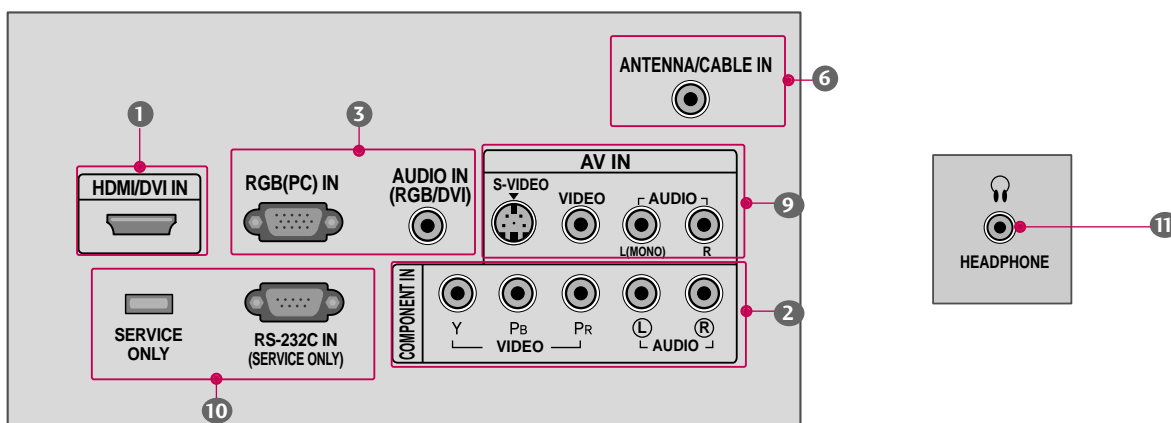 ANTENNA/CABLE IN
6
1
3
HDMI/DVI IN
RGB(PC) IN
AUDIO IN
(RGB/DVI)
AV IN
S-VIDEO
VIDEO
AUDIO
L(MONO)
R
9
HEADPHONE
11
SERVICE
ONLY
RS-232C IN
(SERVICE ONLY)
10
COMPONENT IN
Y
PB
PR
VIDEO
L
R
AUDIO
2